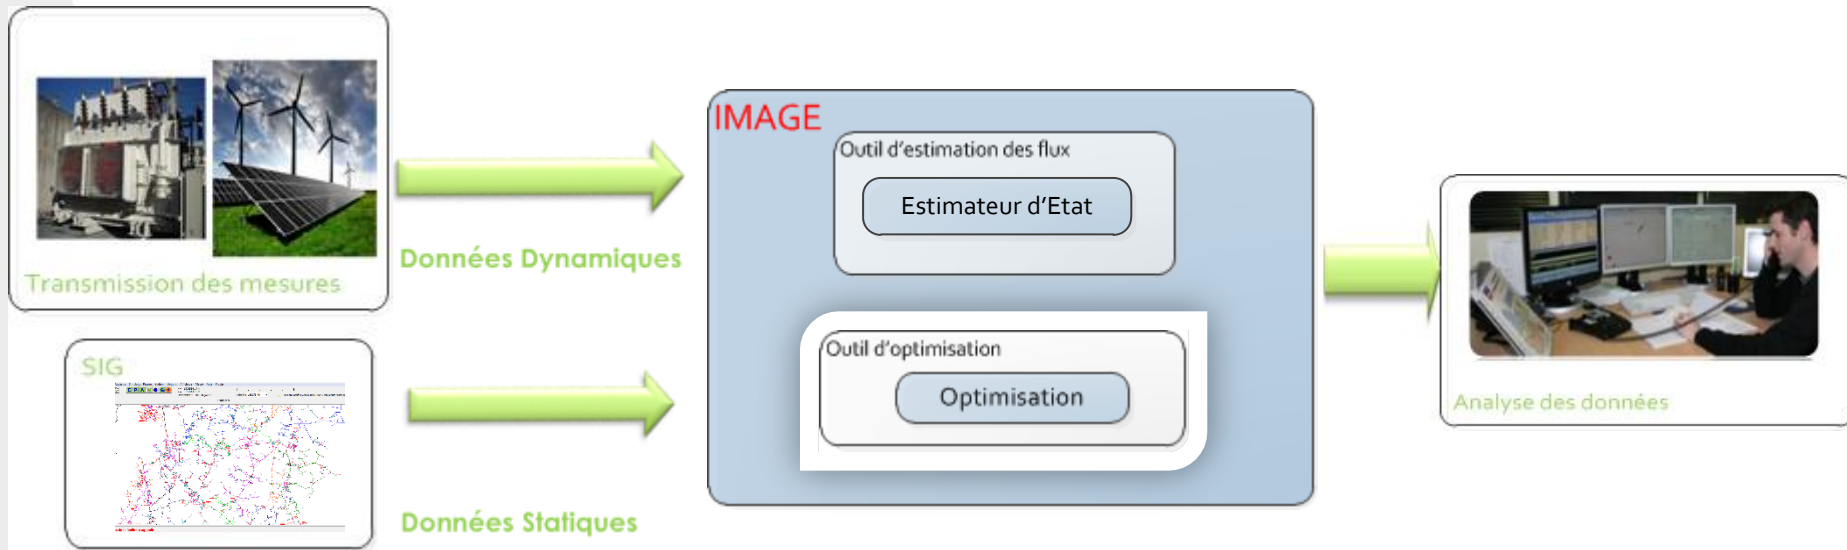 Transmission des mesures
Données Dynamiques
SIG
Données Statiques
IMAGE
Outil d'estimation des flux
Estimateur d'Etat
Outil d'optimisation
Optimisation
Analyse des données